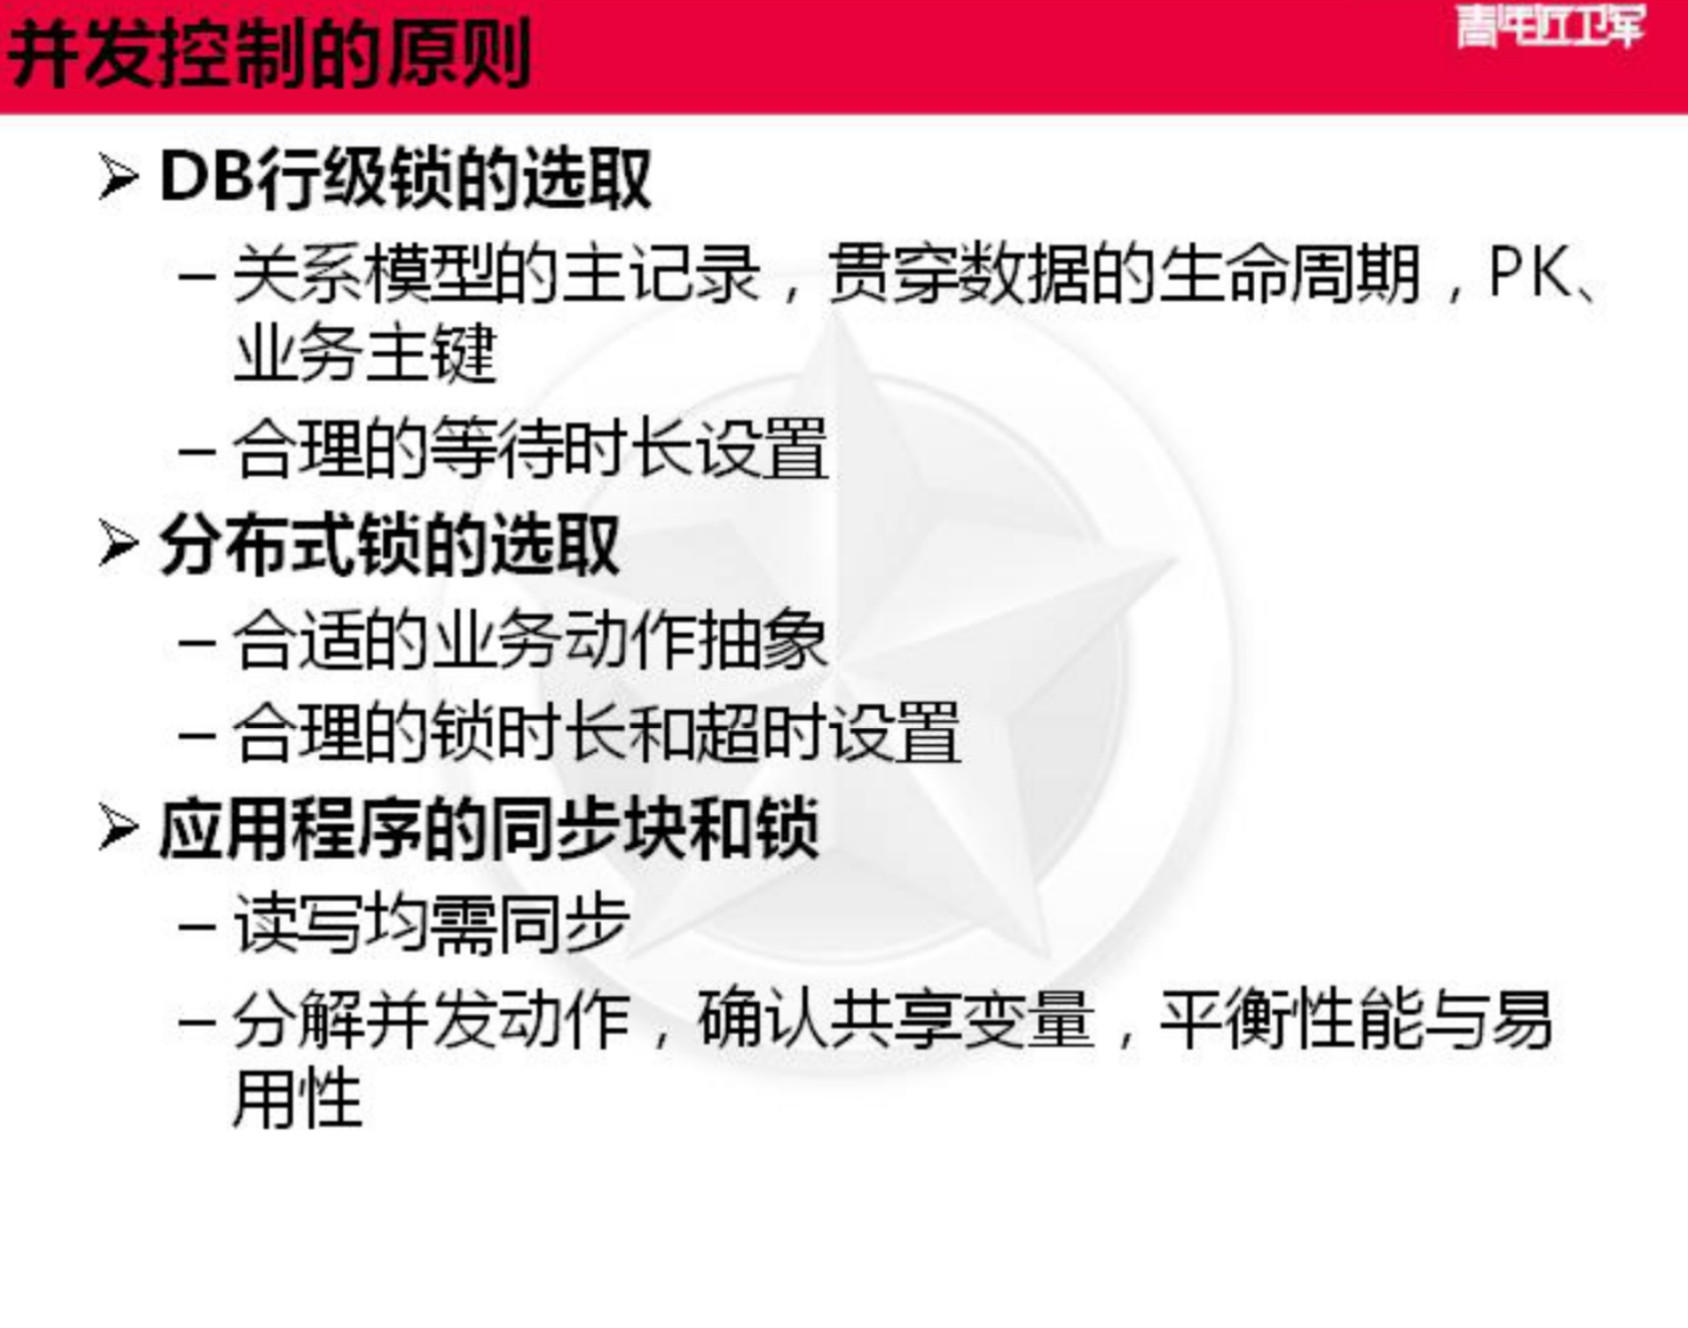 并发控制的原则
青年近卫军
➢ DB行级锁的选取
– 关系模型的主记录，贯穿数据的生命周期，PK、
业务主键
– 合理的等待时长设置
➢ 分布式锁的选取
– 合适的业务动作抽象
– 合理的锁时长和超时设置
➢ 应用程序的同步块和锁
– 读写均需同步
– 分解并发动作，确认共享变量，平衡性能与易
用性